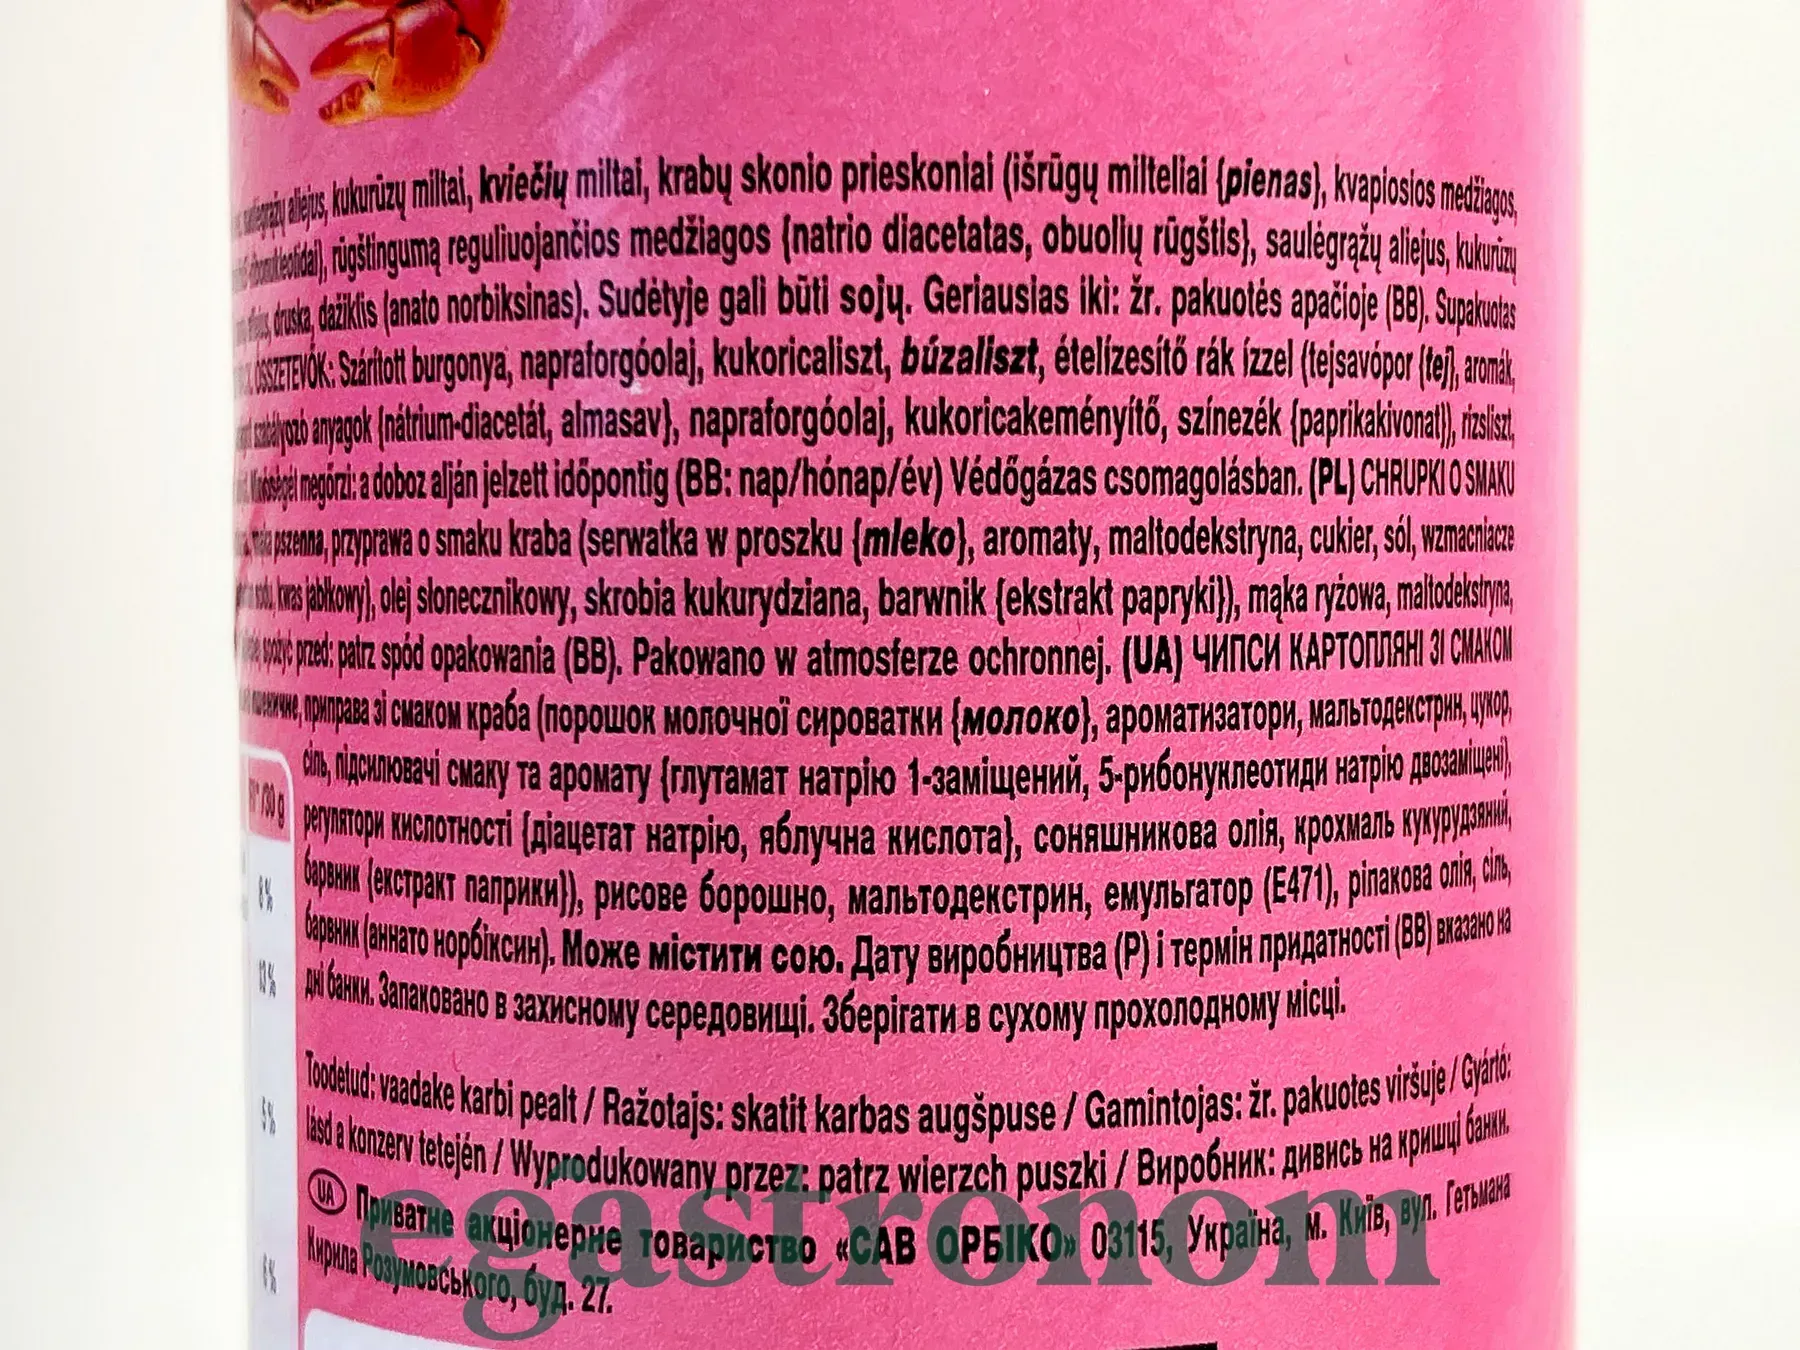 aliejus, kukurūzų miltai, kviečių miltai, krabų skonio prieskoniai (išrūgų milteliai {pienas}, kvapiosios medžiagos,
rūgštingumą reguliuojančios medžiagos {natrio diacetatas, obuolių rūgštis}, saulėgrąžų aliejus, kukurūzų
aliejus, druska, dažiklis (anato norbiksinas). Sudėtyje gali būti sojų. Geriausias iki: žr. pakuotės apačioje (BB). Supakuotas
ÖSSZETEVŐK: Szárított burgonya, napraforgóolaj, kukoricaliszt, búzaliszt, ételízesítő rák ízzel (tejsavópor {tej}, aromák,
szabályozó anyagok {nátrium-diacetát, almasav}, napraforgóolaj, kukoricakeményítő, színezék {paprikakivonat}), rizsliszt,
megőrzi: a doboz alján jelzett időpontig (BB: nap/hónap/év) Védőgázas csomagolásban. (PL) CHRUPKI O SMAKU
mąka pszenna, przyprawa o smaku kraba (serwatka w proszku {mleko}, aromaty, maltodekstryna, cukier, sól, wzmacniacze
sodu, kwas jabłkowy}, olej słonecznikowy, skrobia kukurydziana, barwnik {ekstrakt papryki}), mąka ryżowa, maltodekstryna,
spożyć przed: patrz spód opakowania (BB). Pakowano w atmosferze ochronnej. (UA) ЧИПСИ КАРТОПЛЯНІ ЗІ СМАКОМ
пшеничне, приправа зі смаком краба (порошок молочної сироватки {молоко}, ароматизатори, мальтодекстрин, цукор,
сіль, підсилювачі смаку та аромату {глутамат натрію 1-заміщений, 5-рибонуклеотиди натрію двозаміщені},
регулятори кислотності {діацетат натрію, яблучна кислота}, соняшникова олія, крохмаль кукурудзяний,
барвник {екстракт паприки}), рисове борошно, мальтодекстрин, емульгатор (E471), ріпакова олія, сіль,
барвник (аннато норбіксин). Може містити сою. Дату виробництва (P) і термін придатності (BB) вказано на
дні банки. Запаковано в захисному середовищі. Зберігати в сухому прохолодному місці.
/30 g
8%
13%
5%
6%
Toodetud: vaadake karbi pealt / Ražotajs: skatit karbas augšpuse / Gamintojas: žr. pakuotes viršuje / Gyártó:
lásd a konzerv tetején / Wyprodukowany przez: patrz wierzch puszki / Виробник: дивись на кришці банки.
UA Приватне акціонерне товариство «САВ ОРБІКО» 03115, Україна, м. Київ, вул. Гетьмана
Кирила Розумовського, буд. 27.
egastronom